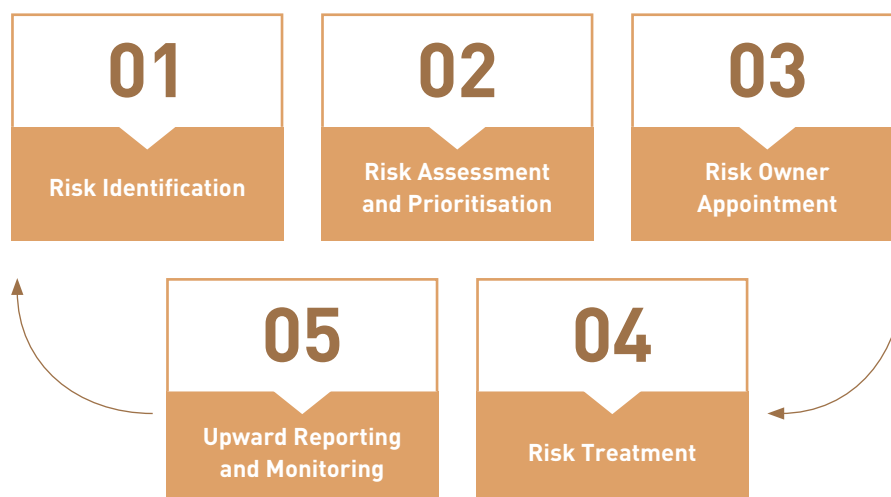 01
Risk Identification
02
Risk Assessment
and Prioritisation
03
Risk Owner
Appointment
05
Upward Reporting
and Monitoring
04
Risk Treatment